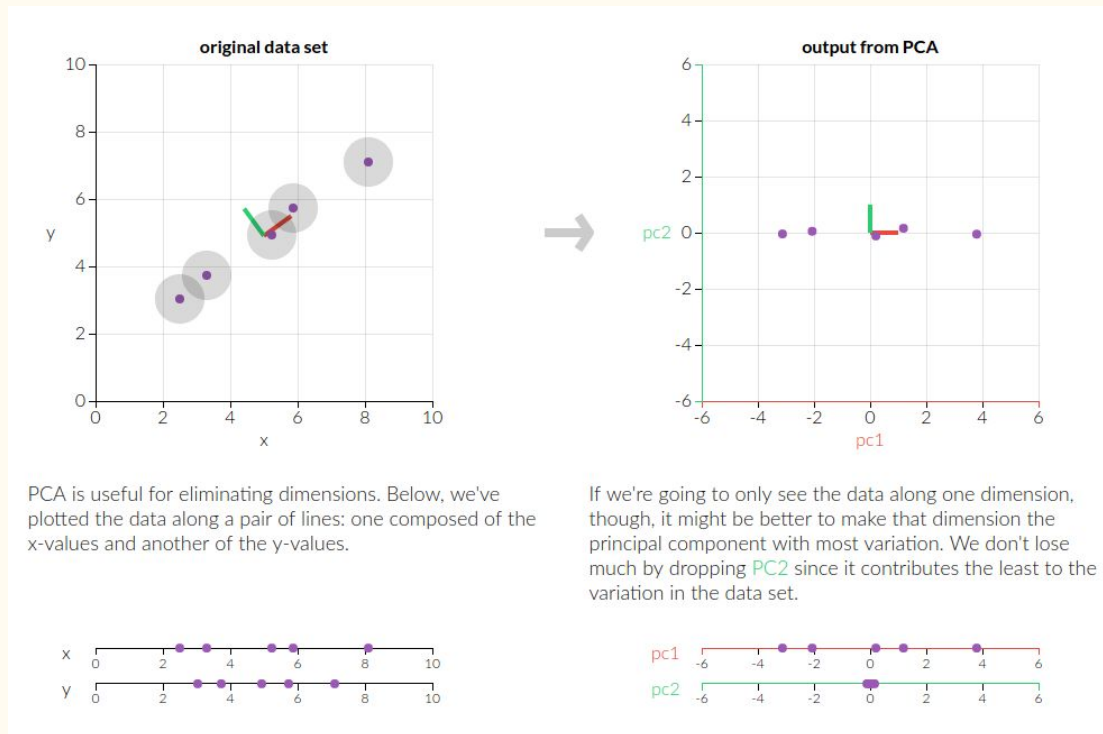 original data set
10
8
6
y
4
2
0
0 2 4 6 8 10
x
output from PCA
6
4
2
pc2 0
-2
-4
-6
-6 -4 -2 0 2 4 6
pc1
PCA is useful for eliminating dimensions. Below, we've
plotted the data along a pair of lines: one composed of the
x-values and another of the y-values.
If we're going to only see the data along one dimension,
though, it might be better to make that dimension the
principal component with most variation. We don't lose
much by dropping PC2 since it contributes the least to the
variation in the data set.
x 0 2 4 6 8 10
y 0 2 4 6 8 10
pc1 -6 -4 -2 0 2 4 6
pc2 -6 -4 -2 0 2 4 6